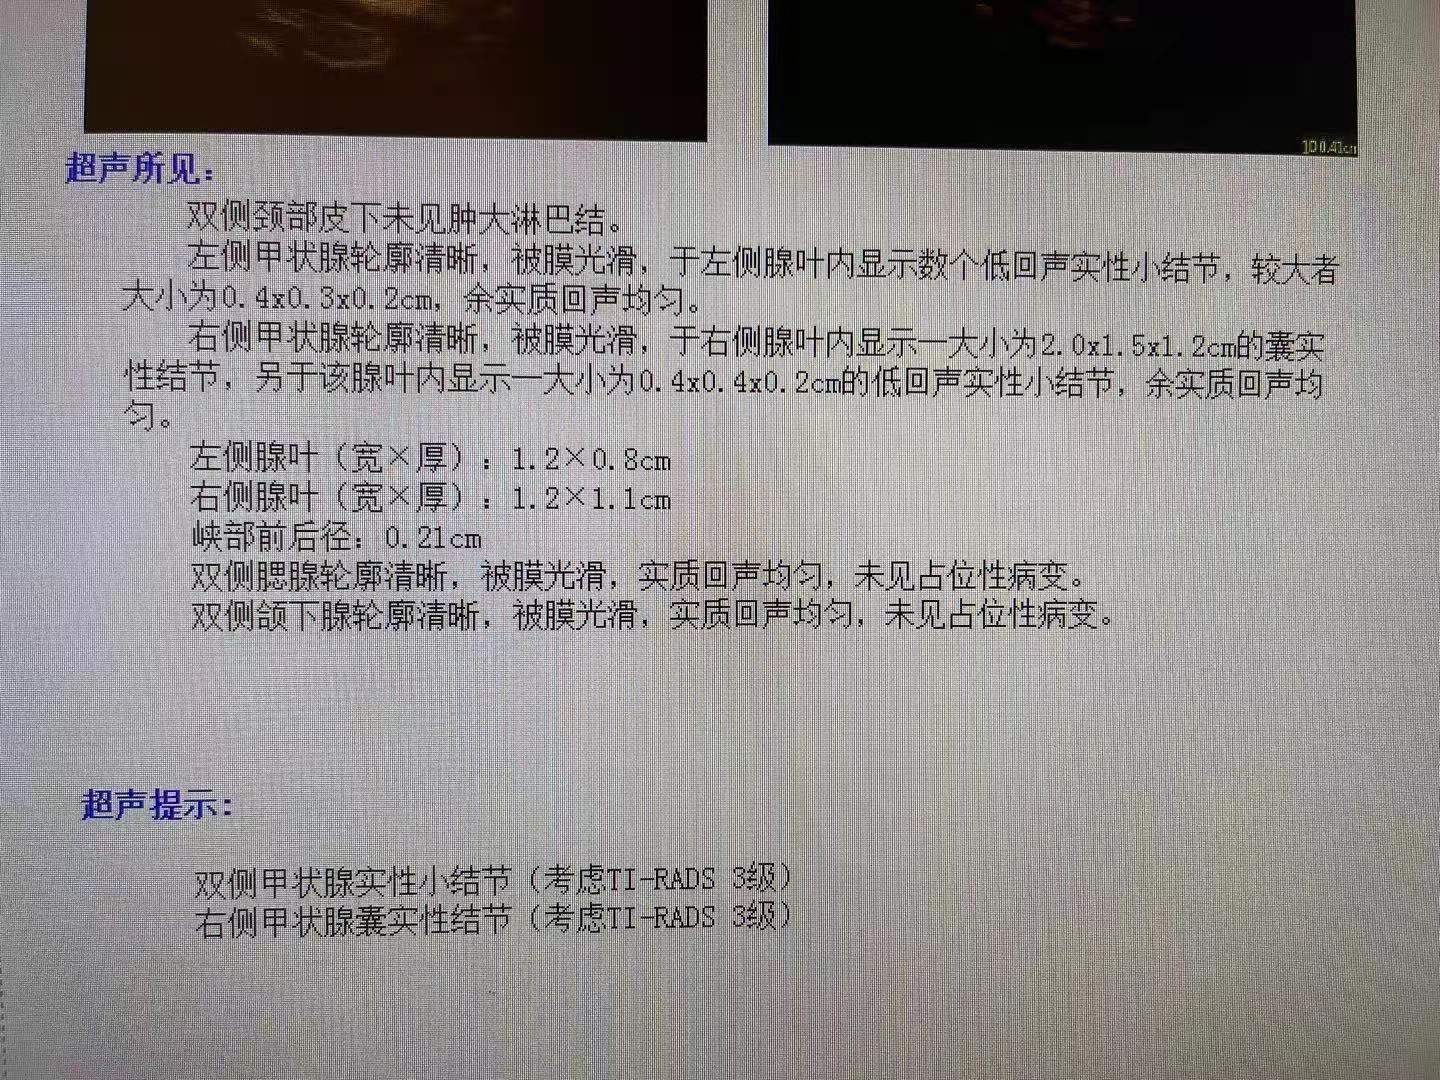 1D 0.41cm
超声所见：
双侧颈部皮下未见肿大淋巴结。
左侧甲状腺轮廓清晰，被膜光滑，于左侧腺叶内显示数个低回声实性小结节，较大者
大小为0.4x0.3x0.2cm，余实质回声均匀。
右侧甲状腺轮廓清晰，被膜光滑，于右侧腺叶内显示一大小为2.0x1.5x1.2cm的囊实
性结节，另于该腺叶内显示一大小为0.4x0.4x0.2cm的低回声实性小结节，余实质回声均
匀。
左侧腺叶（宽×厚）：1.2×0.8cm
右侧腺叶（宽×厚）：1.2×1.1cm
峡部前后径：0.21cm
双侧腮腺轮廓清晰，被膜光滑，实质回声均匀，未见占位性病变。
双侧颌下腺轮廓清晰，被膜光滑，实质回声均匀，未见占位性病变。
超声提示：
双侧甲状腺实性小结节（考虑TI-RADS 3级）
右侧甲状腺囊实性结节（考虑TI-RADS 3级）